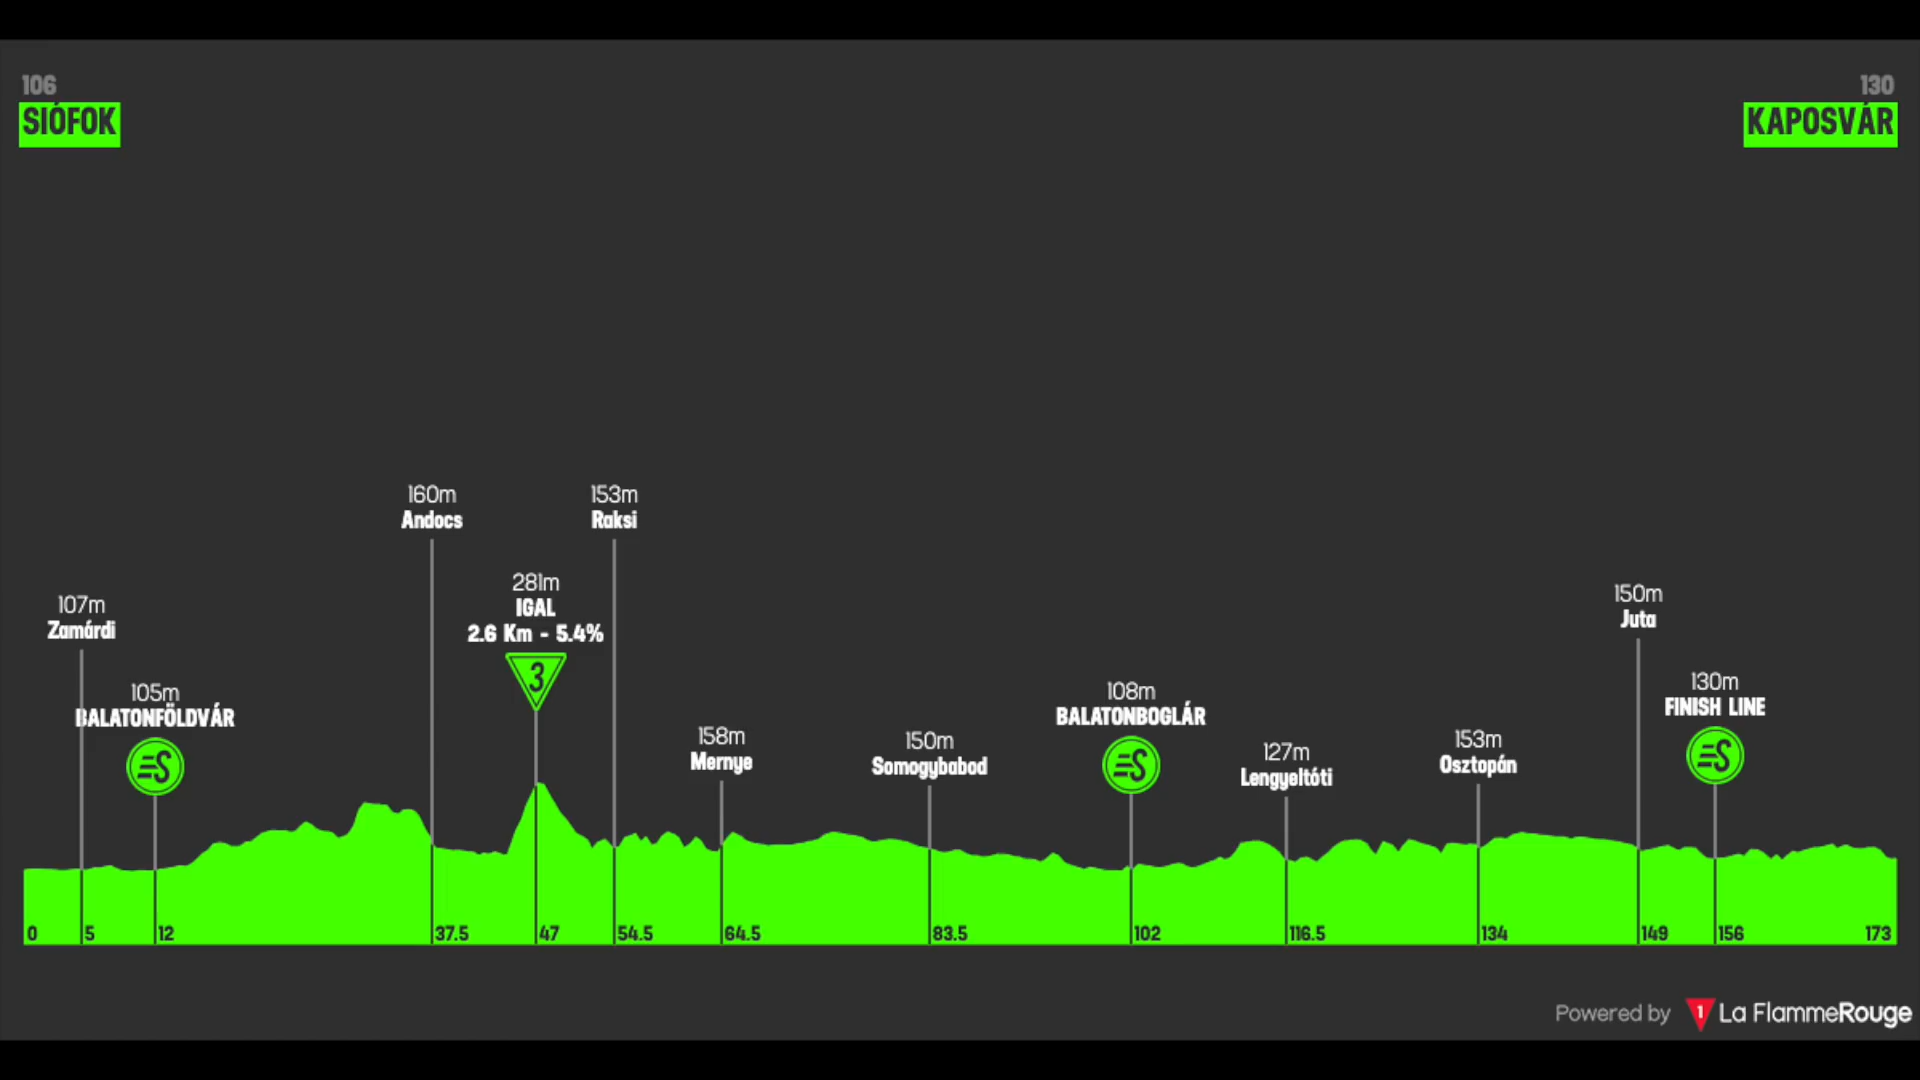 106
SIÓFOK
130
KAPOSVÁR
160m
Andocs
153m
Raksi
281m
IGAL
2.6 Km - 5.4%
3
107m
Zamárdi
150m
Juta
105m
BALATONFÖLDVÁR
S
108m
BALATONBOGLÁR
S
130m
FINISH LINE
S
158m
Mernye
150m
Somogybabod
127m
Lengyeltóti
153m
Osztopán
0 5 12 37.5 47 54.5 64.5 83.5 102 116.5 134 149 156 173
Powered by 1 La FlammeRouge